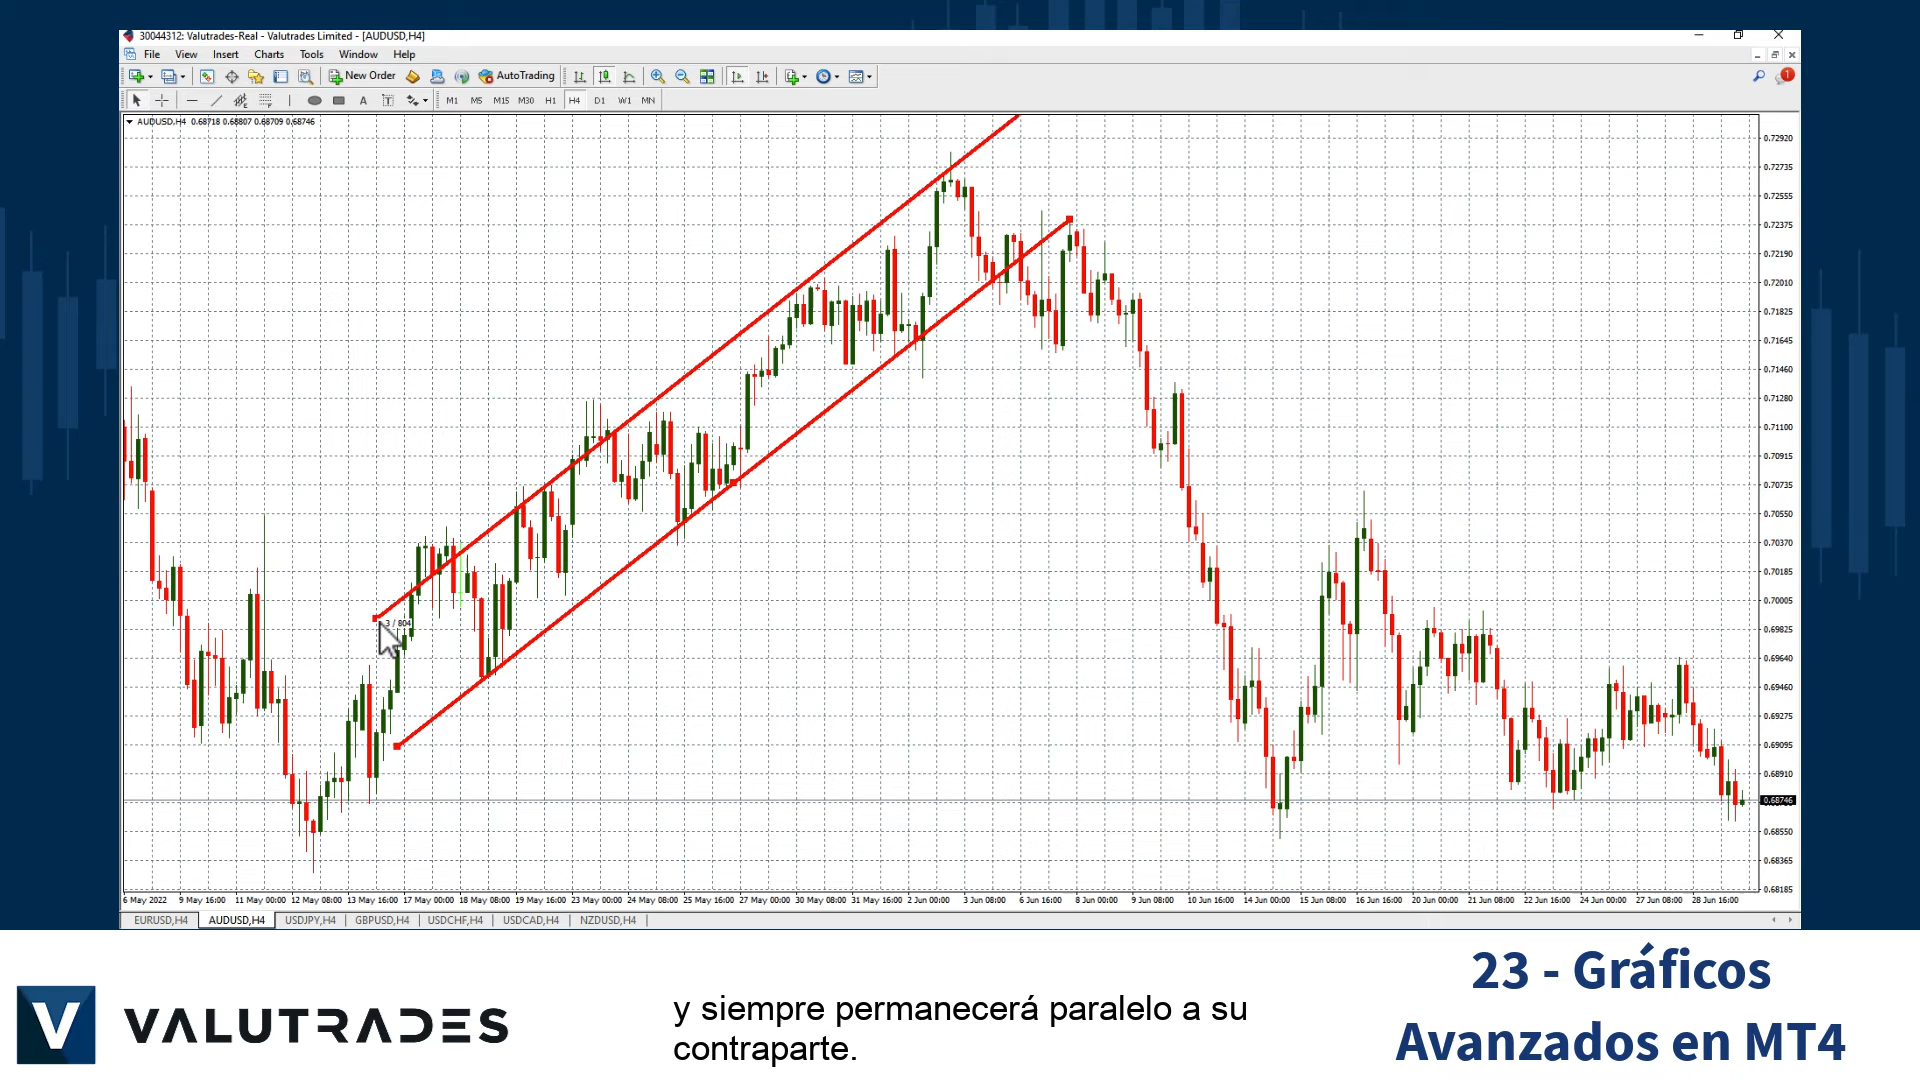 30044312: Valutrades-Real - Valutrades Limited - [AUDUSD,H4]
File View Insert Charts Tools Window Help
New Order AutoTrading
1
A T M1 M5 M15 M30 H1 H4 D1 W1 MN
AUDUSD,H4 0.68718 0.68807 0.68709 0.68746
0.72920
0.72735
0.72555
0.72375
0.72190
0.72010
0.71825
0.71645
0.71460
0.71280
0.71100
0.70915
0.70735
0.70550
0.70370
0.70185
0.70005
3 / 804
0.69825
0.69640
0.69460
0.69275
0.69095
0.68910
0.68746
0.68550
0.68365
0.68185
6 May 2022 9 May 16:00 11 May 00:00 12 May 08:00 13 May 16:00 17 May 00:00 18 May 08:00 19 May 16:00 23 May 00:00 24 May 08:00 25 May 16:00 27 May 00:00 30 May 08:00 31 May 16:00 2 Jun 00:00 3 Jun 08:00 6 Jun 16:00 8 Jun 00:00 9 Jun 08:00 10 Jun 16:00 14 Jun 00:00 15 Jun 08:00 16 Jun 16:00 20 Jun 00:00 21 Jun 08:00 22 Jun 16:00 24 Jun 00:00 27 Jun 08:00 28 Jun 16:00
EURUSD,H4 AUDUSD,H4 USDJPY,H4 GBPUSD,H4 USDCHF,H4 USDCAD,H4 NZDUSD,H4
V VALUTRADES
y siempre permanecerá paralelo a su
contraparte.
23 - Gráficos
Avanzados en MT4